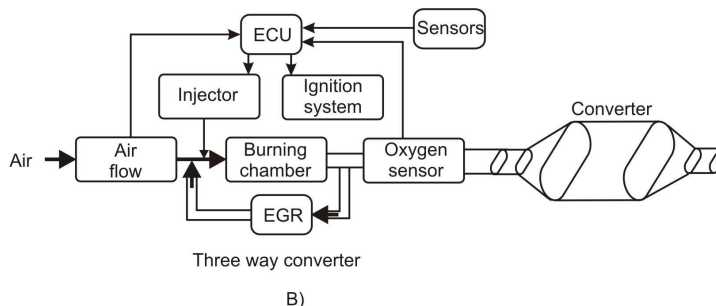 ECU
Sensors
Injector
Ignition
system
Converter
Air
Air
flow
Burning
chamber
Oxygen
sensor
EGR
Three way converter
B)